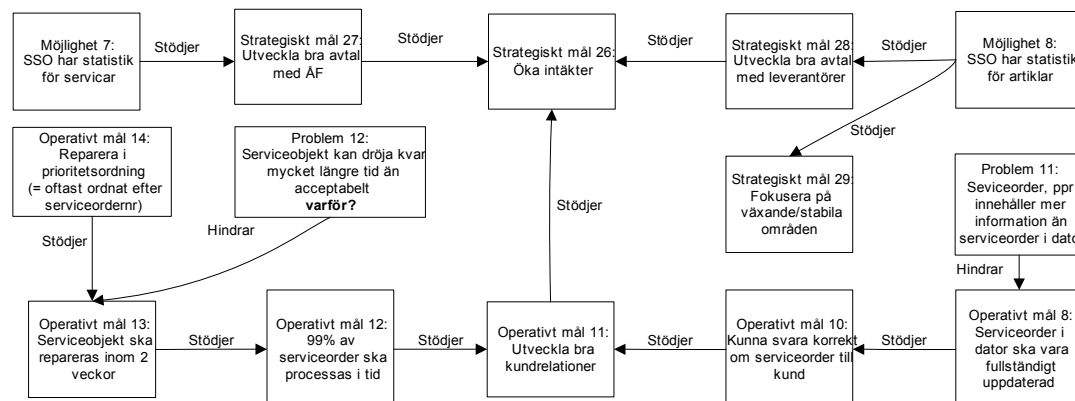 Möjlighet 7:
SSO har statistik
för servicar
Stödjer
Strategiskt mål 27:
Utveckla bra avtal
med ÅF
Stödjer
Strategiskt mål 26:
Öka intäkter
Stödjer
Strategiskt mål 28:
Utveckla bra avtal
med leverantörer
Stödjer
Möjlighet 8:
SSO har statistik
för artiklar
Operativt mål 14:
Reparera i
prioritetsordning
(= oftast ordnat efter
serviceordernr)
Problem 12:
Serviceobjekt kan dröja kvar
mycket längre tid än
acceptabelt
varför?
Stödjer
Strategiskt mål 29:
Fokusera på
växande/stabila
områden
Problem 11:
Seviceorder, ppr
innehåller mer
information än
serviceorder i dator
Stödjer
Hindrar
Hindrar
Operativt mål 13:
Serviceobjekt ska
repareras inom 2
veckor
Stödjer
Operativt mål 12:
99% av
serviceorder ska
processas i tid
Stödjer
Operativt mål 11:
Utveckla bra
kundrelationer
Stödjer
Operativt mål 10:
Kunna svara korrekt
om serviceorder till
kund
Stödjer
Operativt mål 8:
Serviceorder i
dator ska vara
fullständigt
uppdaterad